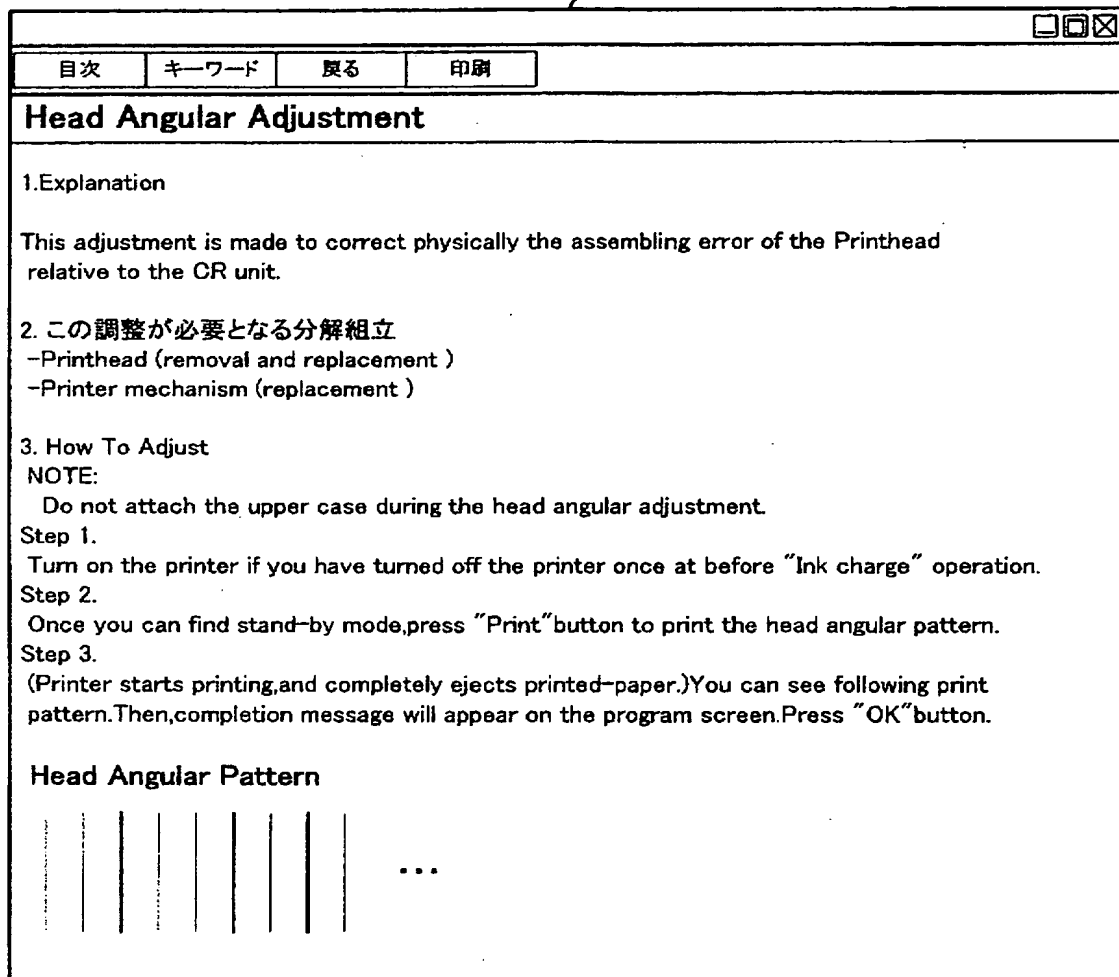 目次 キーワード 戻る 印刷
Head Angular Adjustment
1.Explanation
This adjustment is made to correct physically the assembling error of the Printhead
relative to the CR unit.
2. この調整が必要となる分解組立
-Printhead (removal and replacement )
-Printer mechanism (replacement )
3. How To Adjust
NOTE:
Do not attach the upper case during the head angular adjustment.
Step 1.
Turn on the printer if you have turned off the printer once at before "Ink charge" operation.
Step 2.
Once you can find stand-by mode,press "Print"button to print the head angular pattern.
Step 3.
(Printer starts printing,and completely ejects printed-paper.)You can see following print
pattern.Then,completion message will appear on the program screen.Press "OK"button.
Head Angular Pattern
...